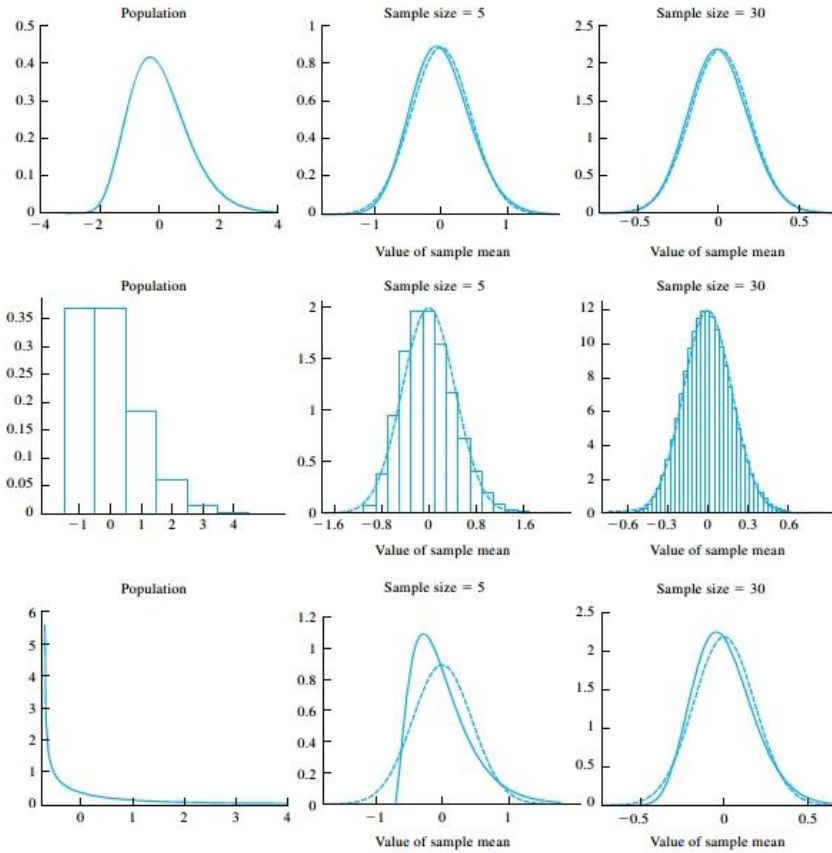 Population
Sample size = 5
Sample size = 30
0.5
0.4
0.3
0.2
0.1
0
−4 −2 0 2 4
1
0.8
0.6
0.4
0.2
0
−1 0 1
Value of sample mean
2.5
2
1.5
1
0.5
0
−0.5 0 0.5
Value of sample mean
Population
Sample size = 5
Sample size = 30
0.35
0.3
0.25
0.2
0.15
0.1
0.05
0
−1 0 1 2 3 4
2
1.5
1
0.5
0
−1.6 −0.8 0 0.8 1.6
Value of sample mean
12
10
8
6
4
2
0
−0.6 −0.3 0 0.3 0.6
Value of sample mean
Population
Sample size = 5
Sample size = 30
6
5
4
3
2
1
0
0 1 2 3 4
1.2
1
0.8
0.6
0.4
0.2
0
−1 0 1
Value of sample mean
2.5
2
1.5
1
0.5
0
−0.5 0 0.5
Value of sample mean